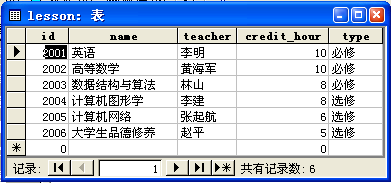 lesson: 表
id name teacher credit_hour type
2001 英语 李明 10 必修
2002 高等数学 黄海军 10 必修
2003 数据结构与算法 林山 8 必修
2004 计算机图形学 李建 8 选修
2005 计算机网络 张起航 6 选修
2006 大学生品德修养 赵平 5 选修
* 0 0
记录: 1 共有记录数: 6